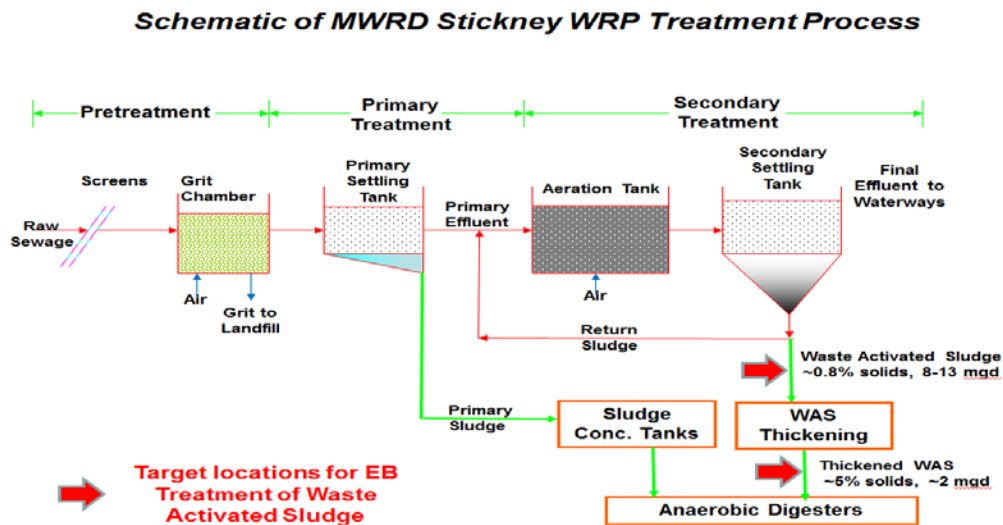 Schematic of MWRD Stickney WRP Treatment Process
Pretreatment
Primary
Treatment
Secondary
Treatment
Screens
Grit
Chamber
Primary
Settling
Tank
Aeration Tank
Secondary
Settling
Tank
Final
Effluent to
Waterways
Raw
Sewage
Primary
Effluent
Air
Grit to
Landfill
Air
Return
Sludge
Waste Activated Sludge
~0.8% solids, 8-13 mgd
Primary
Sludge
Sludge
Conc. Tanks
WAS
Thickening
Thickened WAS
~5% solids, ~2 mgd
Anaerobic Digesters
Target locations for EB
Treatment of Waste
Activated Sludge